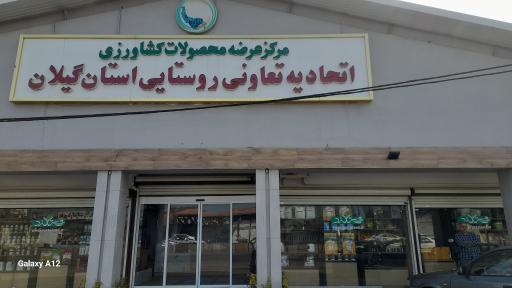 مرکز عرضه محصولات کشاورزی
اتحادیه تعاونی روستایی استان گیلان
Galaxy A12